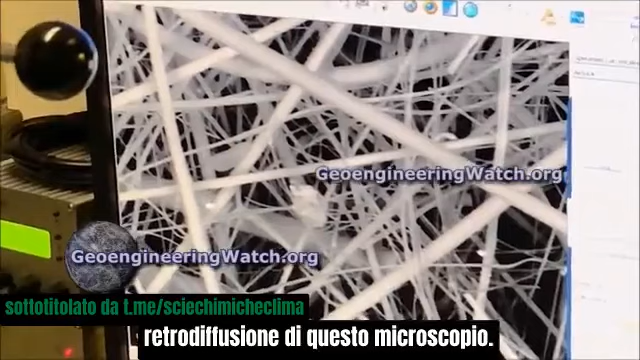 GeoengineeringWatch.org
GeoengineeringWatch.org
sottotitolato da t.me/sciechimicheclima
retrodiffusione di questo microscopio.